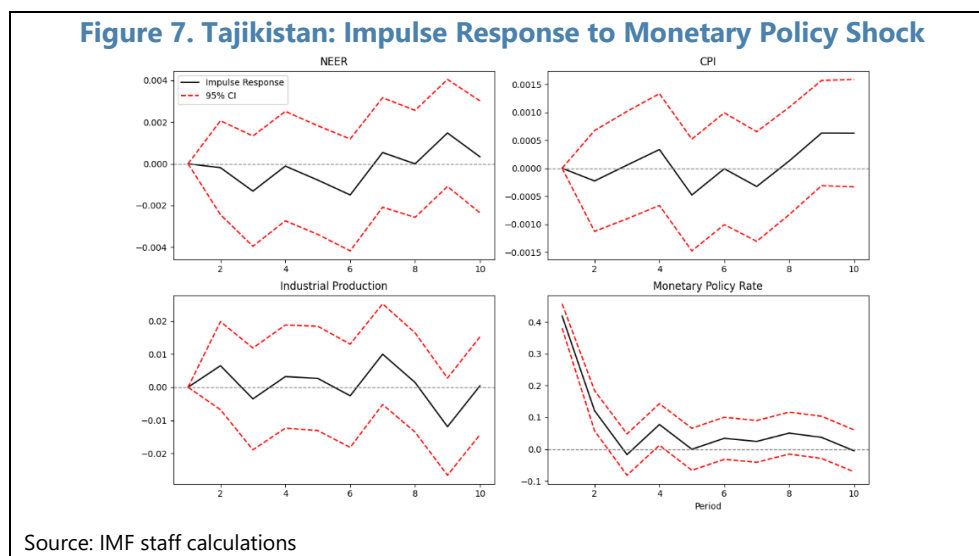 Figure 7. Tajikistan: Impulse Response to Monetary Policy Shock
NEER
0.004
0.002
0.000
−0.002
−0.004
Impulse Response
95% CI
2 4 6 8 10
CPI
0.0015
0.0010
0.0005
0.0000
−0.0005
−0.0010
−0.0015
2 4 6 8 10
Industrial Production
0.02
0.01
0.00
−0.01
−0.02
2 4 6 8 10
Monetary Policy Rate
0.4
0.3
0.2
0.1
0.0
−0.1
2 4 6 8 10
Period
Source: IMF staff calculations